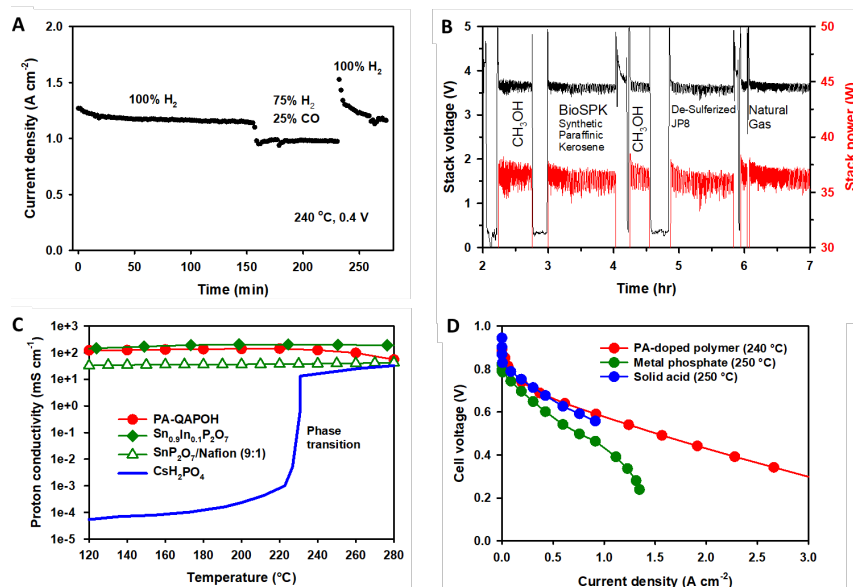 A
2.0
1.5
1.0
0.5
0.0
Current density (A cm⁻²)
100% H₂
75% H₂
25% CO
100% H₂
240 °C, 0.4 V
0 50 100 150 200 250
Time (min)
B
5
4
3
2
1
0
Stack voltage (V)
CH₃OH
BioSPK
Synthetic
Paraffinic
Kerosene
CH₃OH
De-Sulferized
JP8
Natural
Gas
50
45
40
35
30
Stack power (W)
2 3 4 5 6 7
Time (hr)
C
1e+3
1e+2
1e+1
1e+0
1e-1
1e-2
1e-3
1e-4
1e-5
Proton conductivity (mS cm⁻¹)
PA-QAPOH
Sn₀.₉In₀.₁P₂O₇
SnP₂O₇/Nafion (9:1)
CsH₂PO₄
Phase
transition
120 140 160 180 200 220 240 260 280
Temperature (°C)
D
1.0
0.8
0.6
0.4
0.2
0.0
Cell voltage (V)
PA-doped polymer (240 °C)
Metal phosphate (250 °C)
Solid acid (250 °C)
0.0 0.5 1.0 1.5 2.0 2.5 3.0
Current density (A cm⁻²)